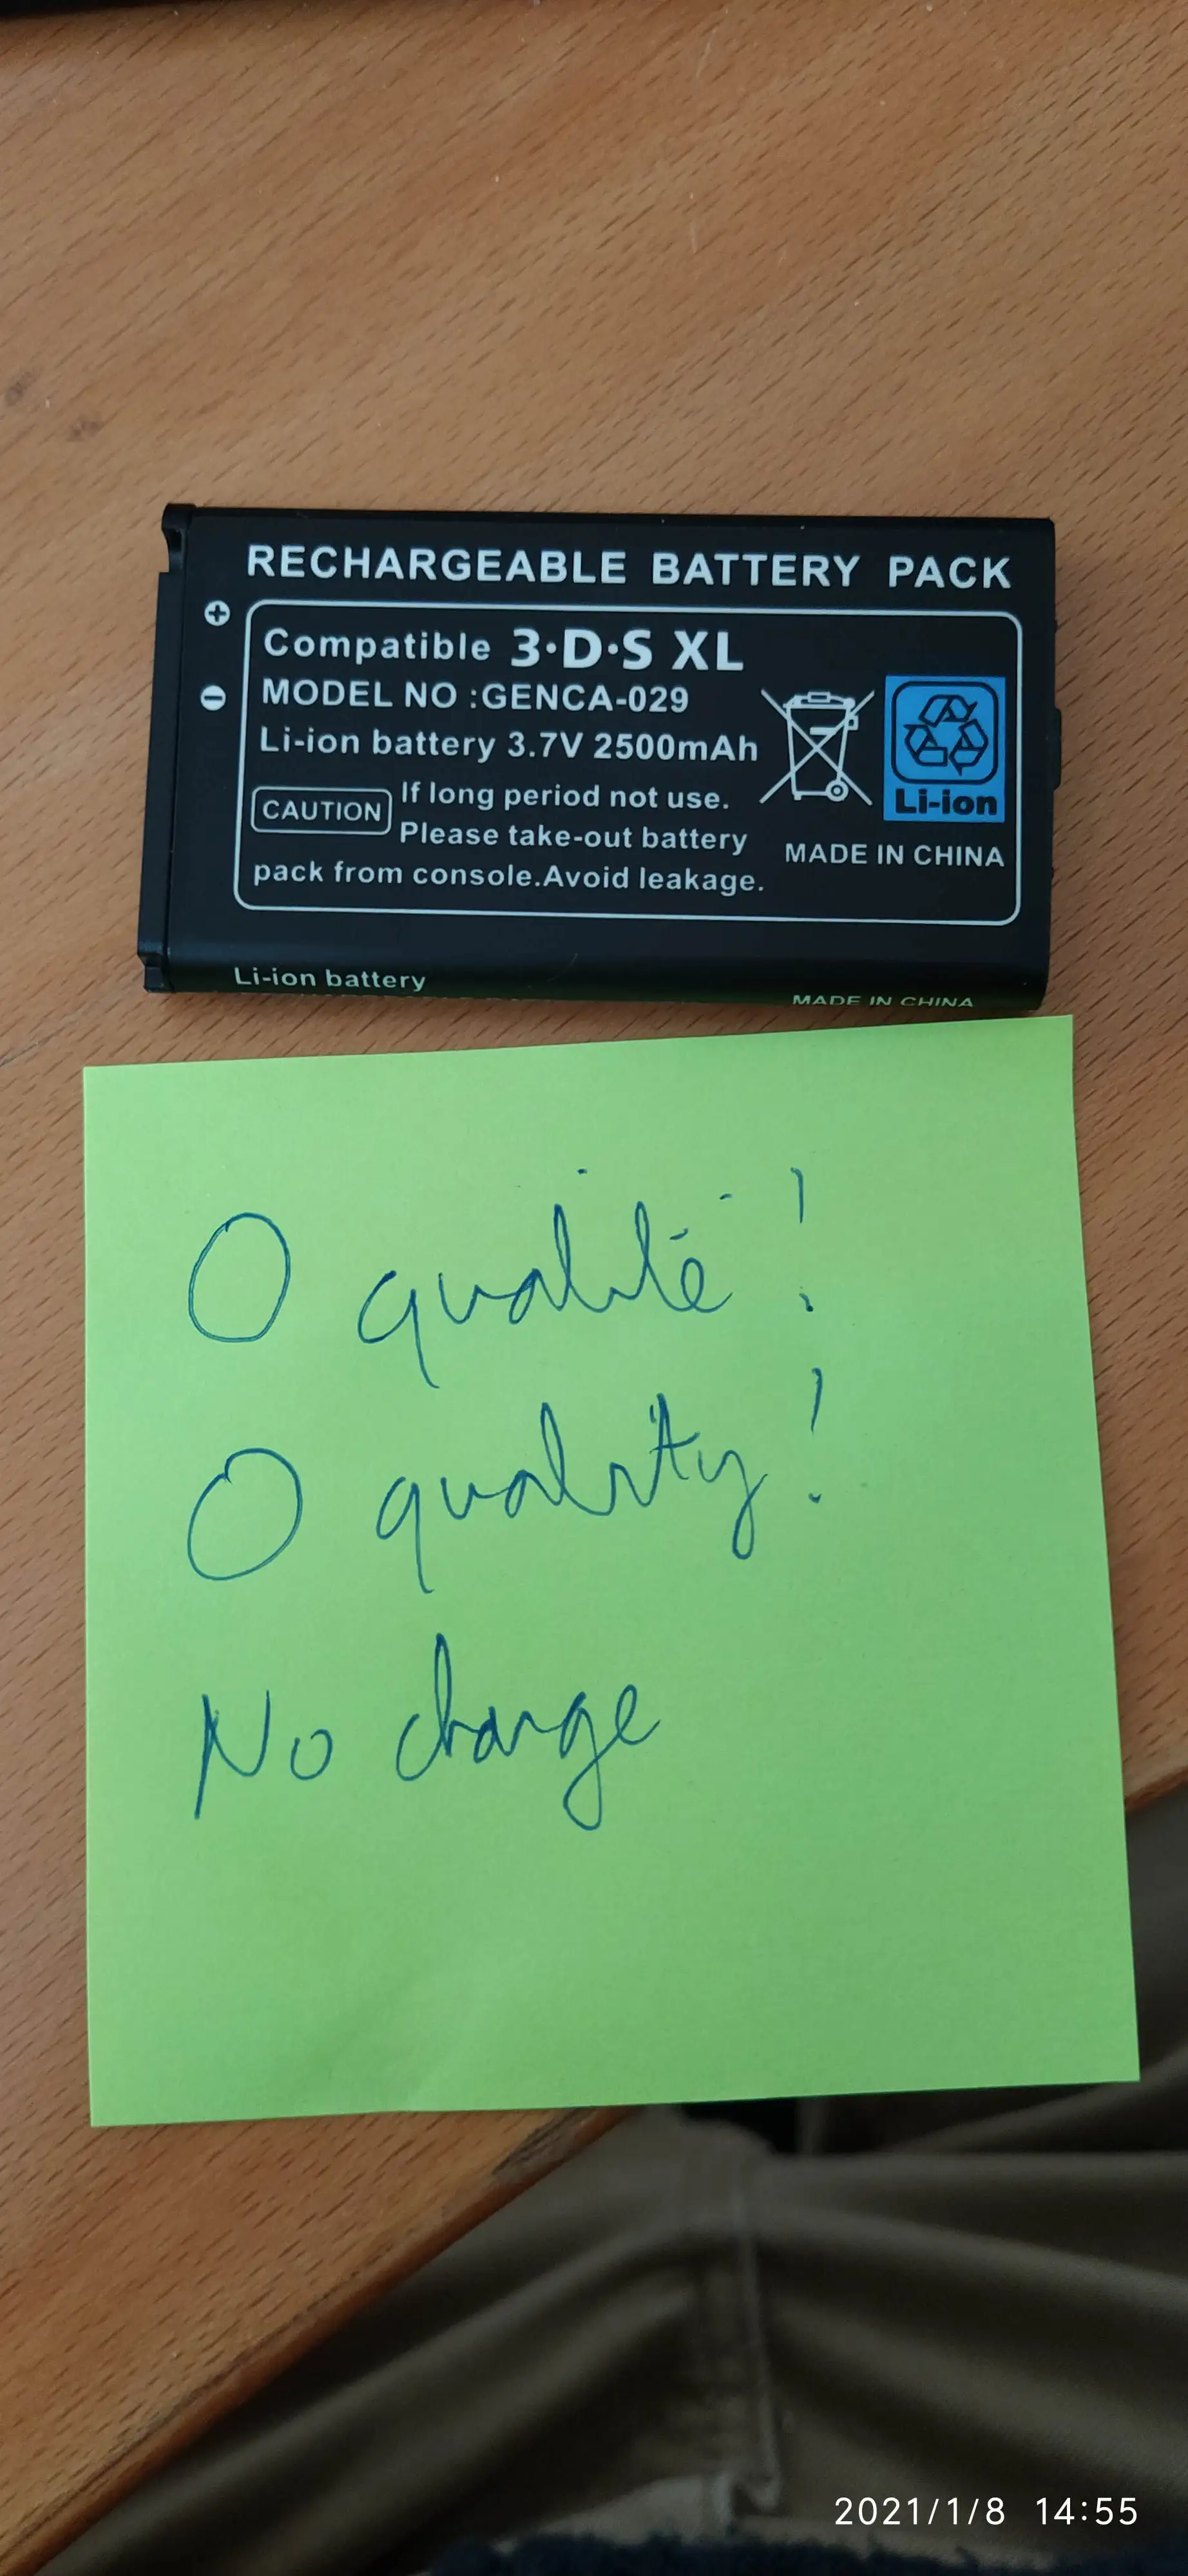 RECHARGEABLE BATTERY PACK
Compatible 3·D·S XL
MODEL NO :GENCA-029
Li-ion battery 3.7V 2500mAh
CAUTION If long period not use.
Please take-out battery
pack from console.Avoid leakage.
Li-ion
MADE IN CHINA
Li-ion battery
MADE IN CHINA
O qualité !
O quality !
No charge
2021/1/8 14:55